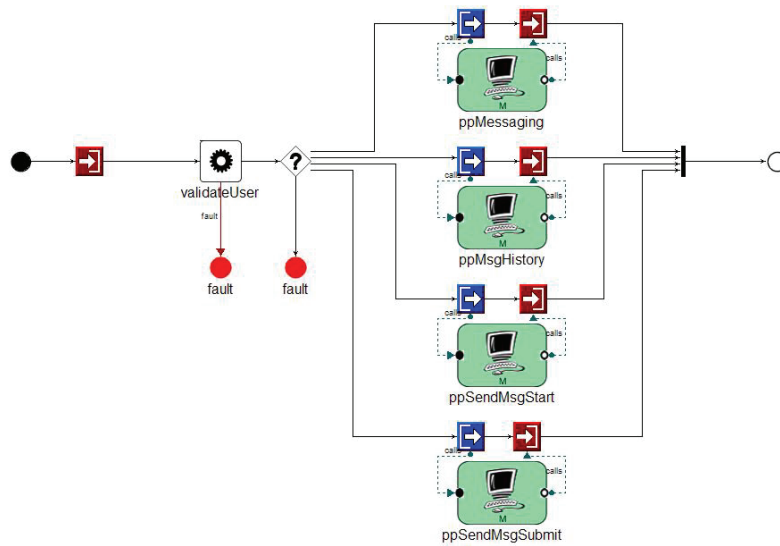 calls
calls
M
ppMessaging
?
validateUser
calls
calls
M
ppMsgHistory
fault
fault
fault
calls
calls
M
ppSendMsgStart
calls
calls
M
ppSendMsgSubmit